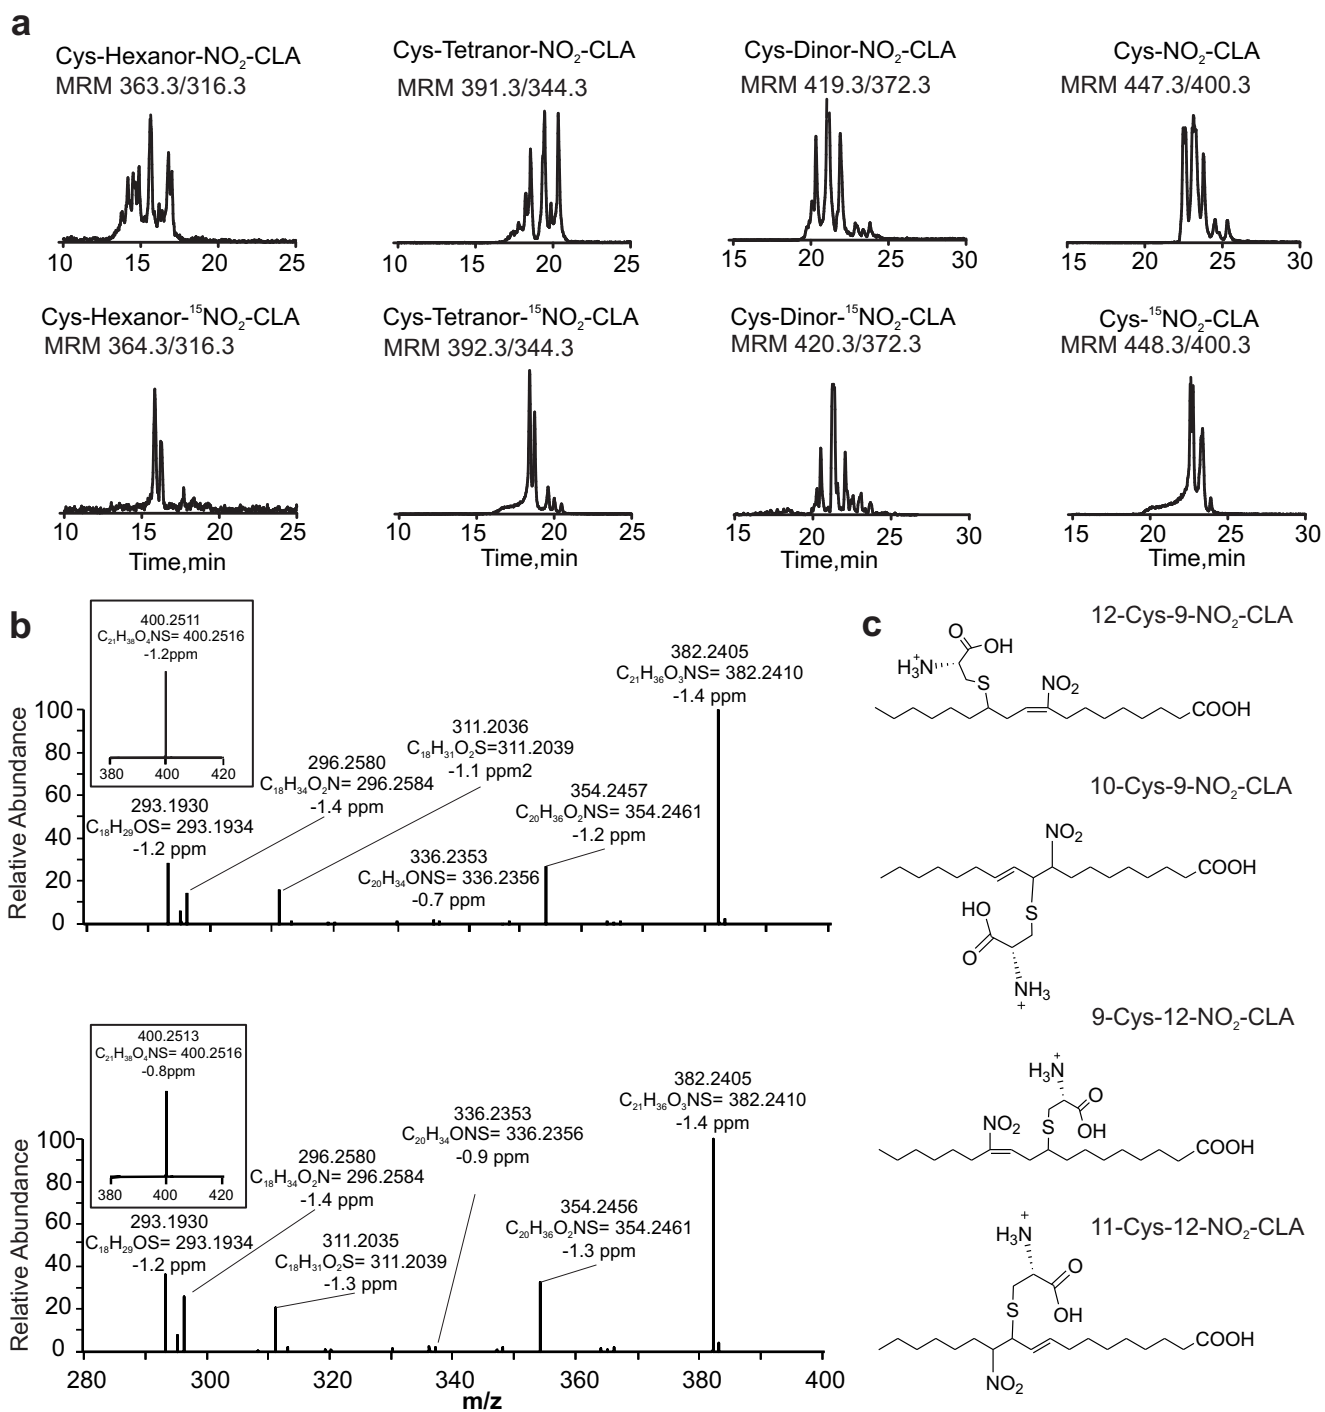 a
Cys-Hexanor-NO₂-CLA
MRM 363.3/316.3
Cys-Tetranor-NO₂-CLA
MRM 391.3/344.3
Cys-Dinor-NO₂-CLA
MRM 419.3/372.3
Cys-NO₂-CLA
MRM 447.3/400.3
10 15 20 25
10 15 20 25
15 20 25 30
15 20 25 30
Cys-Hexanor-¹⁵NO₂-CLA
MRM 364.3/316.3
Cys-Tetranor-¹⁵NO₂-CLA
MRM 392.3/344.3
Cys-Dinor-¹⁵NO₂-CLA
MRM 420.3/372.3
Cys-¹⁵NO₂-CLA
MRM 448.3/400.3
10 15 20 25
Time,min
10 15 20 25
Time,min
15 20 25 30
Time,min
15 20 25 30
Time,min
b
400.2511
C₂₁H₃₈O₄NS= 400.2516
-1.2ppm
380 400 420
Relative Abundance
100
80
60
40
20
0
293.1930
C₁₈H₂₉OS= 293.1934
-1.2 ppm
296.2580
C₁₈H₃₄O₂N= 296.2584
-1.4 ppm
311.2036
C₁₈H₃₁O₂S=311.2039
-1.1 ppm2
336.2353
C₂₀H₃₄ONS= 336.2356
-0.7 ppm
354.2457
C₂₀H₃₆O₂NS= 354.2461
-1.2 ppm
382.2405
C₂₁H₃₆O₃NS= 382.2410
-1.4 ppm
400.2513
C₂₁H₃₈O₄NS= 400.2516
-0.8ppm
380 400 420
Relative Abundance
100
80
60
40
20
0
293.1930
C₁₈H₂₉OS= 293.1934
-1.2 ppm
296.2580
C₁₈H₃₄O₂N= 296.2584
-1.4 ppm
311.2035
C₁₈H₃₁O₂S= 311.2039
-1.3 ppm
336.2353
C₂₀H₃₄ONS= 336.2356
-0.9 ppm
354.2456
C₂₀H₃₆O₂NS= 354.2461
-1.3 ppm
382.2405
C₂₁H₃₆O₃NS= 382.2410
-1.4 ppm
280 300 320 340 360 380 400
m/z
c
12-Cys-9-NO₂-CLA
O
OH
H₃N
+
S
NO₂
COOH
10-Cys-9-NO₂-CLA
NO₂
COOH
HO
S
O
NH₃
+
9-Cys-12-NO₂-CLA
+
H₃N
O
NO₂
S
OH
COOH
11-Cys-12-NO₂-CLA
+
H₃N
O
S
OH
COOH
NO₂